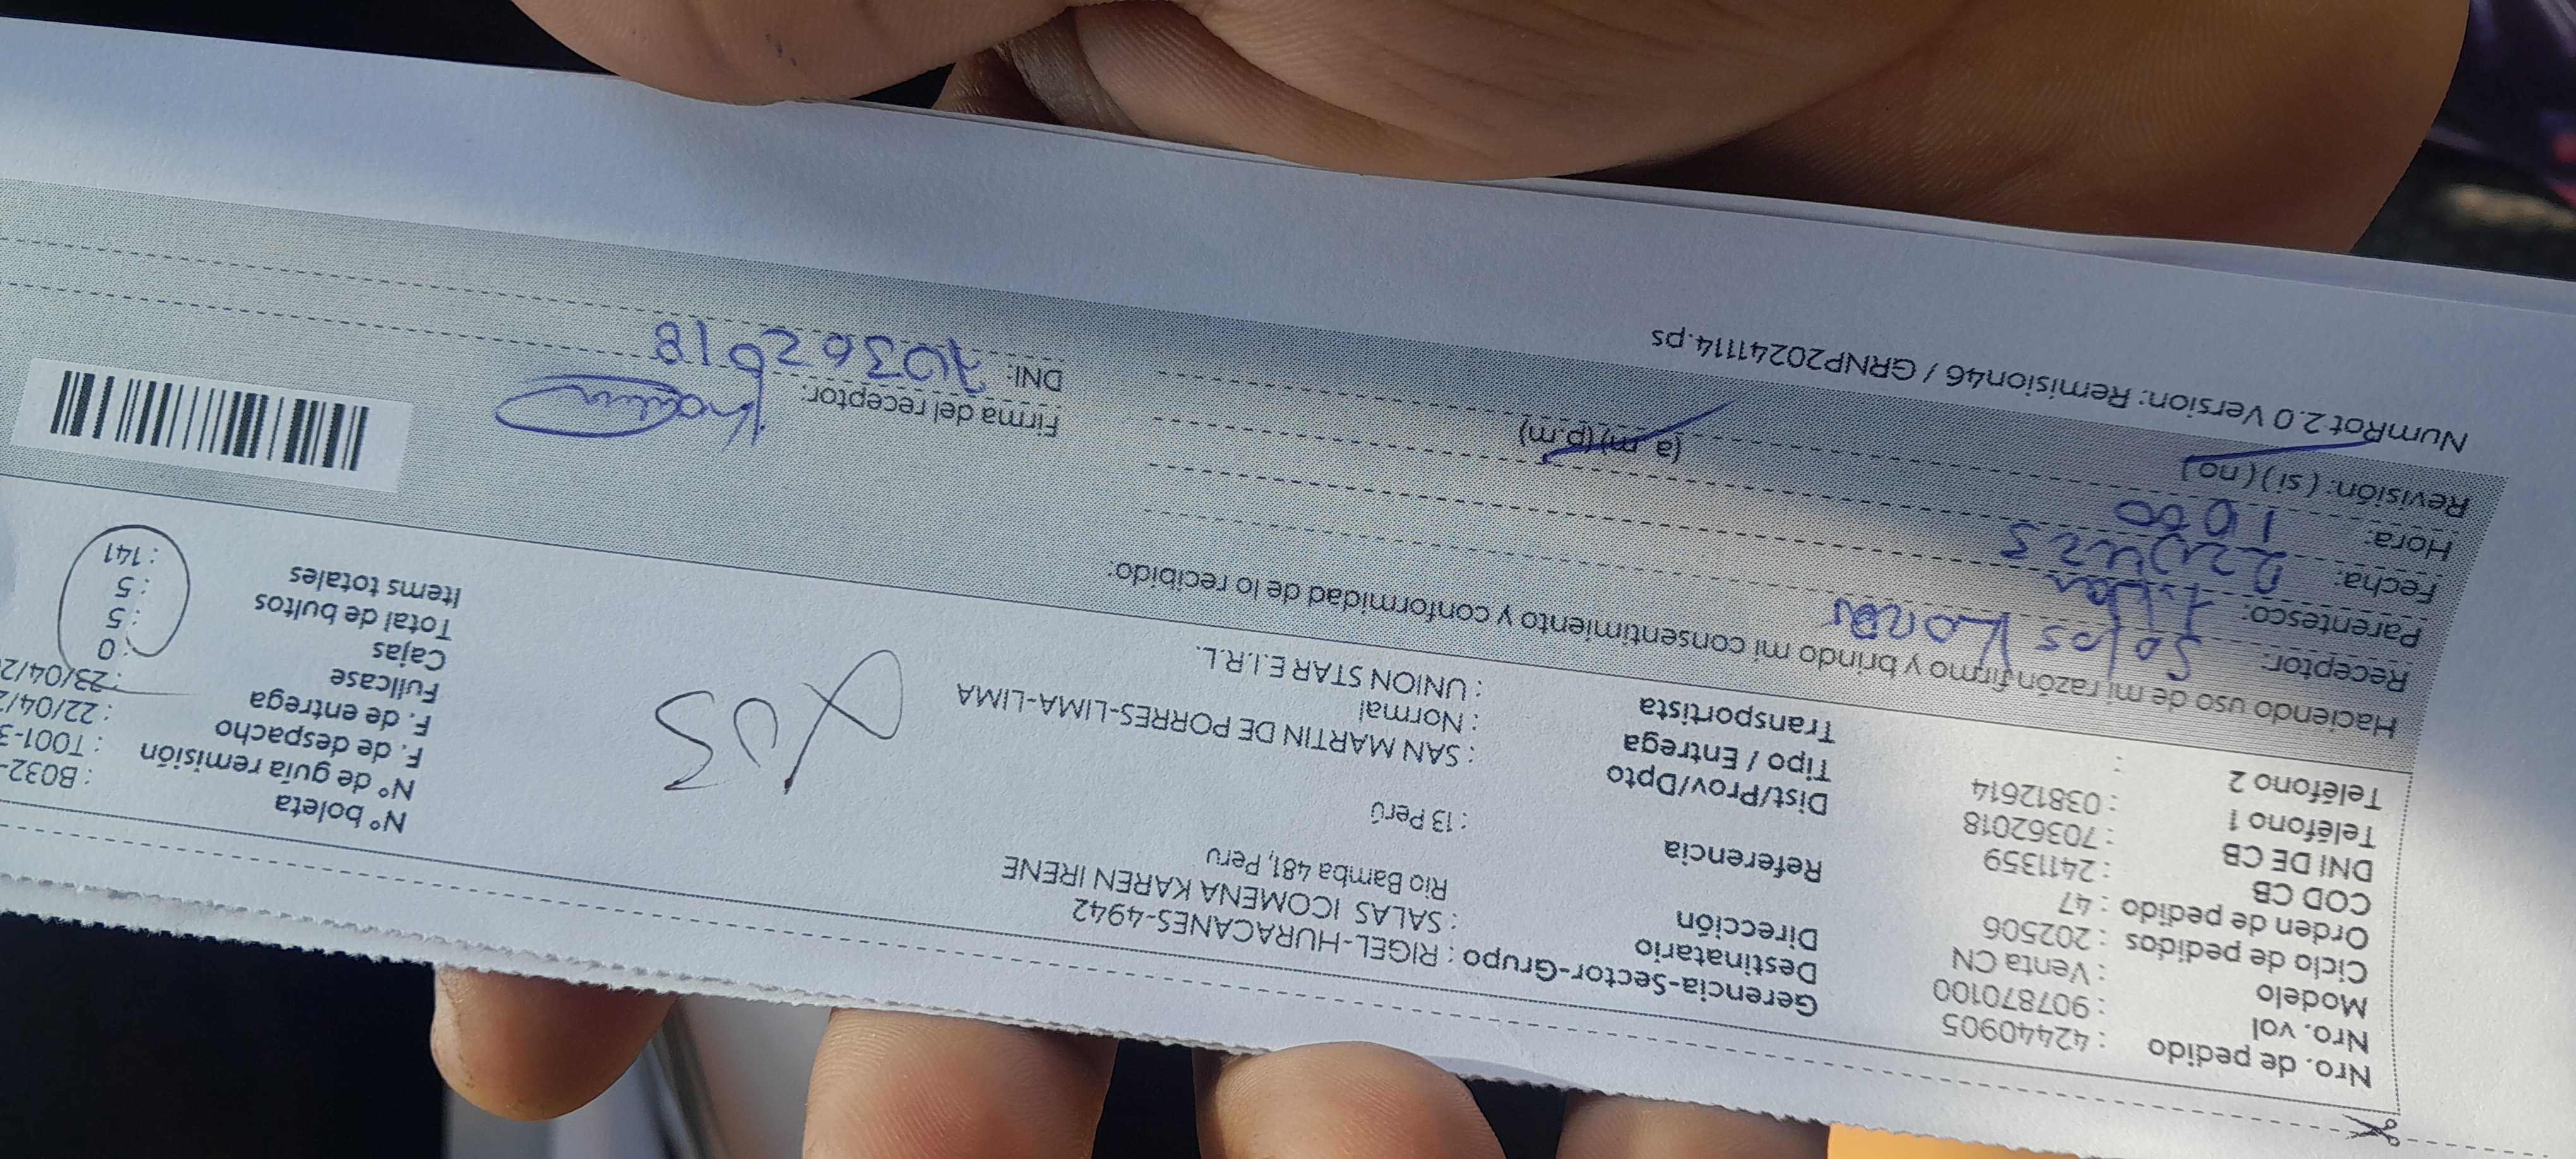 Nro. de pedido : 42440905
Nro. vol : 907870100
Modelo : Venta CN
Ciclo de pedidos : 202506
Orden de pedido : 47
COD CB : 2411359
DNI DE CB : 70362018
Teléfono 1 : 03812614
Teléfono 2 :
Gerencia-Sector-Grupo : RIGEL-HURACANES-4942
Destinatario : SALAS ICOMENA KAREN IRENE
Dirección
Rio Bamba 481, Peru
Referencia : 13 Perú
Dist/Prov/Dpto : SAN MARTIN DE PORRES-LIMA-LIMA
Tipo / Entrega : Normal
Transportista : UNION STAR E.I.R.L.
X05
N° boleta : B032-
N° de guía remisión : T001-3
F. de despacho : 22/04/2
F. de entrega : 23/04/2
Fullcase : 0
Cajas : 5
Total de bultos : 5
Items totales : 141
Haciendo uso de mi razón firmo y brindo mi consentimiento y conformidad de lo recibido:
Receptor: Salas Karen
Parentesco: Titular
Fecha:
Hora: 1000 (a.m) (p.m)
Revisión: ( si ) ( no )
Firma del receptor:
DNI: 70362018
NumRot 2.0 Version: Remision46 / GRNP20241114.ps